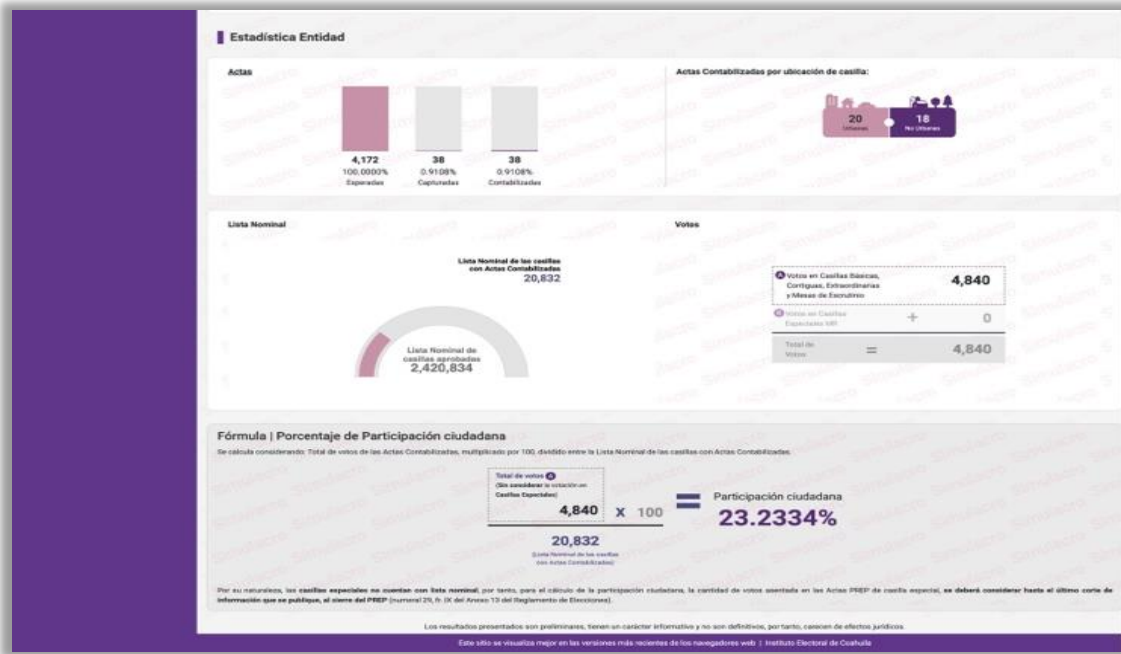 Estadística Entidad
Actas
4,172
100.0000%
Esperadas
38
0.9108%
Capturadas
38
0.9108%
Contabilizadas
Actas Contabilizadas por ubicación de casilla:
20
Urbanas
18
No Urbanas
Lista Nominal
Lista Nominal de las casillas
con Actas Contabilizadas
20,832
Lista Nominal de
casillas aprobadas
2,420,834
Votos
A Votos en Casillas Básicas,
Contiguas, Extraordinarias
y Mesas de Escrutinio
4,840
Votos en Casillas
Especiales MR
+ 0
Total de
Votos
= 4,840
Fórmula | Porcentaje de Participación ciudadana
Se calcula considerando: Total de votos de las Actas Contabilizadas, multiplicado por 100, dividido entre la Lista Nominal de las casillas con Actas Contabilizadas.
Total de votos A
(Sin considerar la votación en
Casillas Especiales)
4,840 X 100
20,832
(Lista Nominal de las casillas
con Actas Contabilizadas)
=
Participación ciudadana
23.2334%
Por su naturaleza, las casillas especiales no cuentan con lista nominal, por tanto, para el cálculo de la participación ciudadana, la cantidad de votos asentada en las Actas PREP de casilla especial, se deberá considerar hasta el último corte de
información que se publique, al cierre del PREP (numeral 29, fr. IX del Anexo 13 del Reglamento de Elecciones).
Los resultados presentados son preliminares, tienen un carácter informativo y no son definitivos, por tanto, carecen de efectos jurídicos.
Este sitio se visualiza mejor en las versiones más recientes de los navegadores web | Instituto Electoral de Coahuila
Simulacro